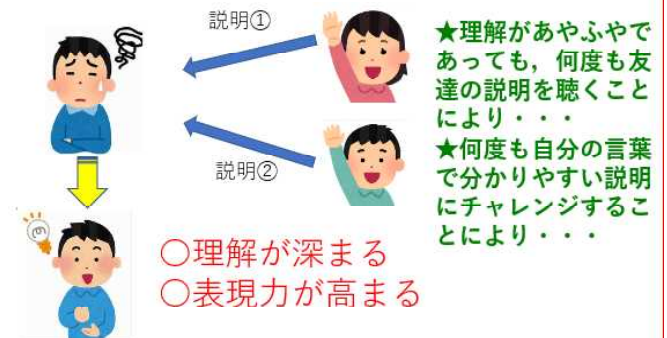 説明①
説明②
★理解があやふやで
あっても，何度も友
達の説明を聴くこと
により・・・
★何度も自分の言葉
で分かりやすい説明
にチャレンジするこ
とにより・・・
〇理解が深まる
〇表現力が高まる